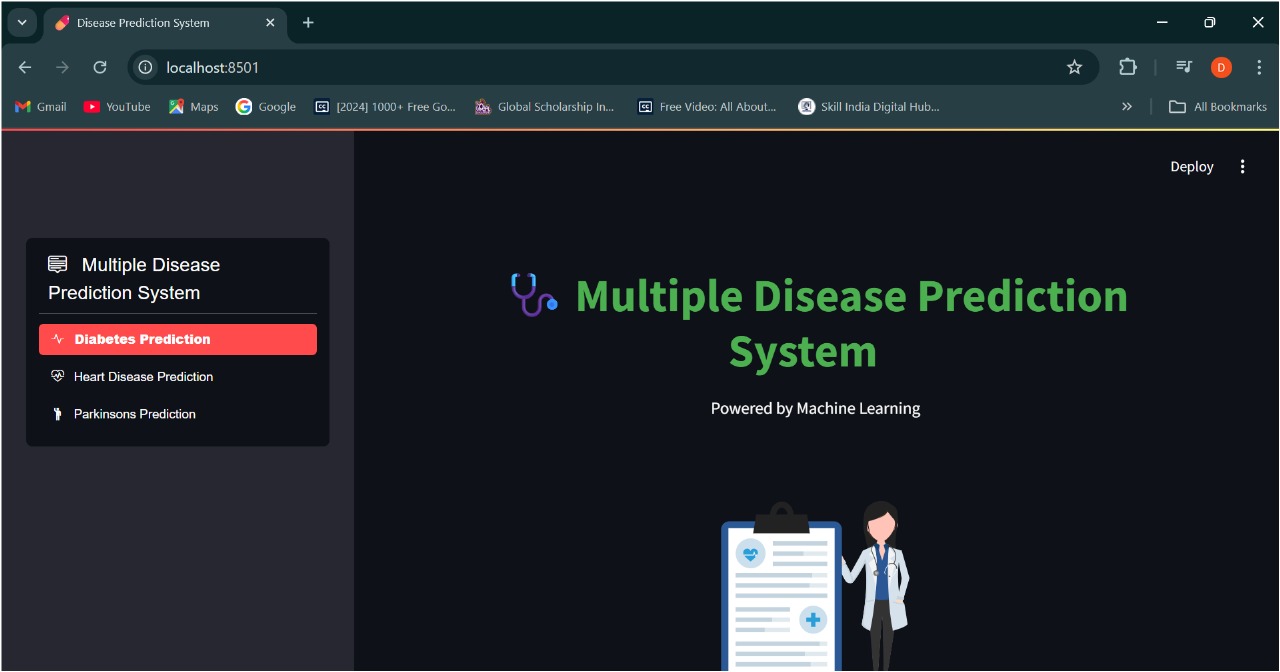 Disease Prediction System
localhost:8501
D
Gmail
YouTube
Maps
Google
[2024] 1000+ Free Go...
Global Scholarship In...
Free Video: All About...
Skill India Digital Hub...
All Bookmarks
Deploy
Multiple Disease
Prediction System
Diabetes Prediction
Heart Disease Prediction
Parkinsons Prediction
Multiple Disease Prediction
System
Powered by Machine Learning